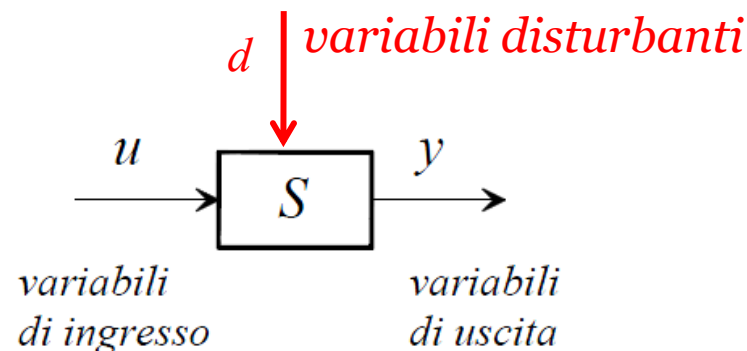 d variabili disturbanti
u
S
y
variabili
di ingresso
variabili
di uscita